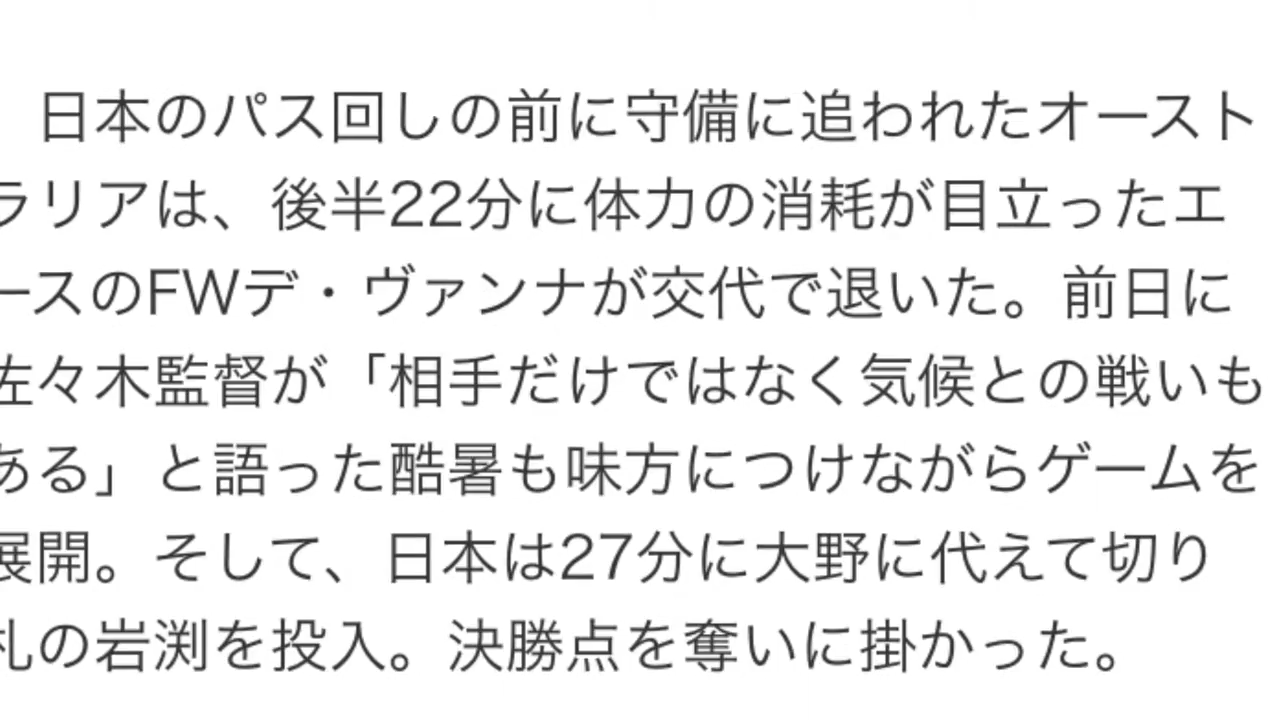 日本のパス回しの前に守備に追われたオースト
ラリアは、後半22分に体力の消耗が目立ったエ
ースのFWデ・ヴァンナが交代で退いた。前日に
佐々木監督が「相手だけではなく気候との戦いも
ある」と語った酷暑も味方につけながらゲームを
展開。そして、日本は27分に大野に代えて切り
札の岩渕を投入。決勝点を奪いに掛かった。